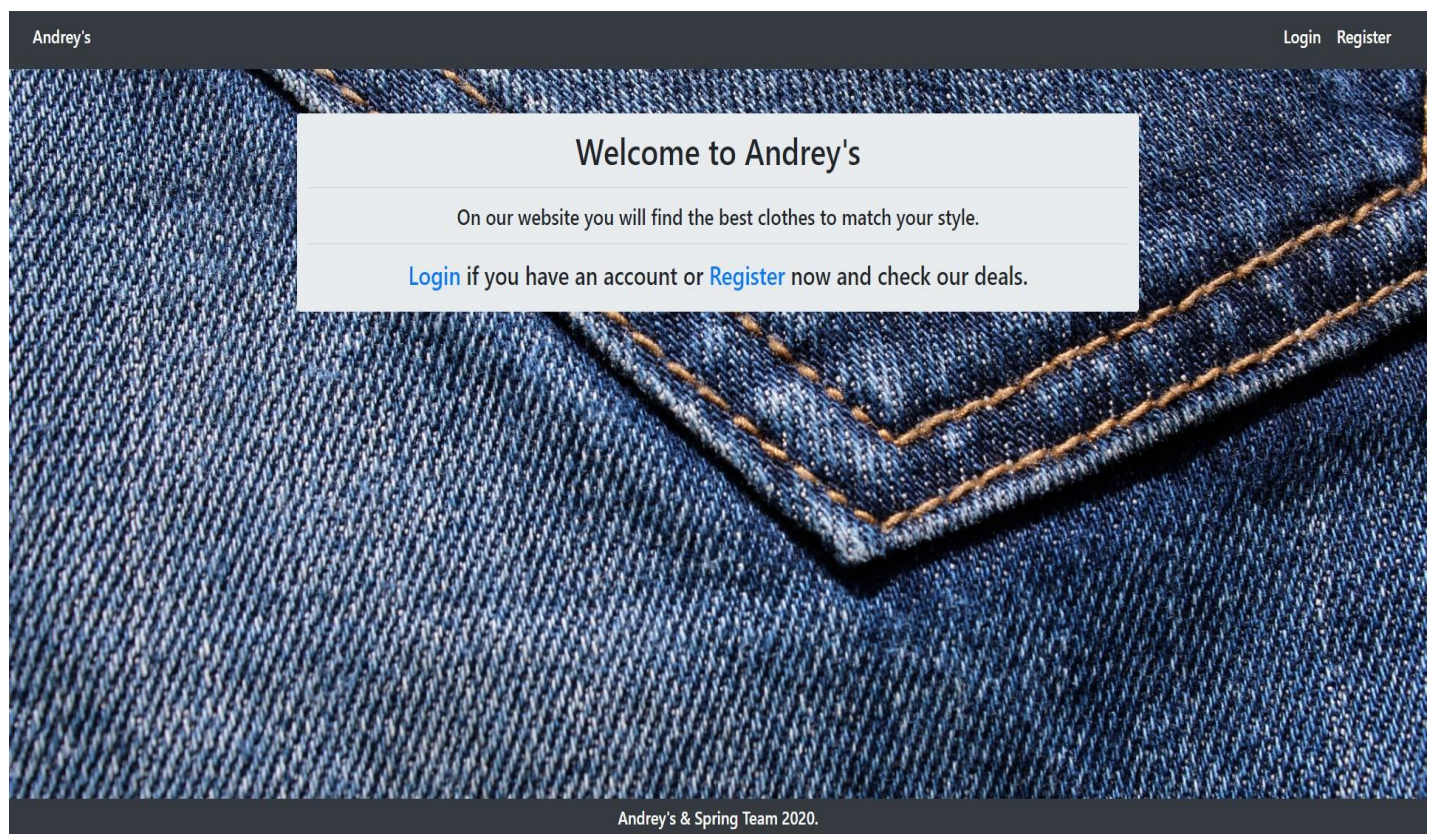 Andrey's
Login Register
Welcome to Andrey's
On our website you will find the best clothes to match your style.
Login if you have an account or Register now and check our deals.
Andrey's & Spring Team 2020.